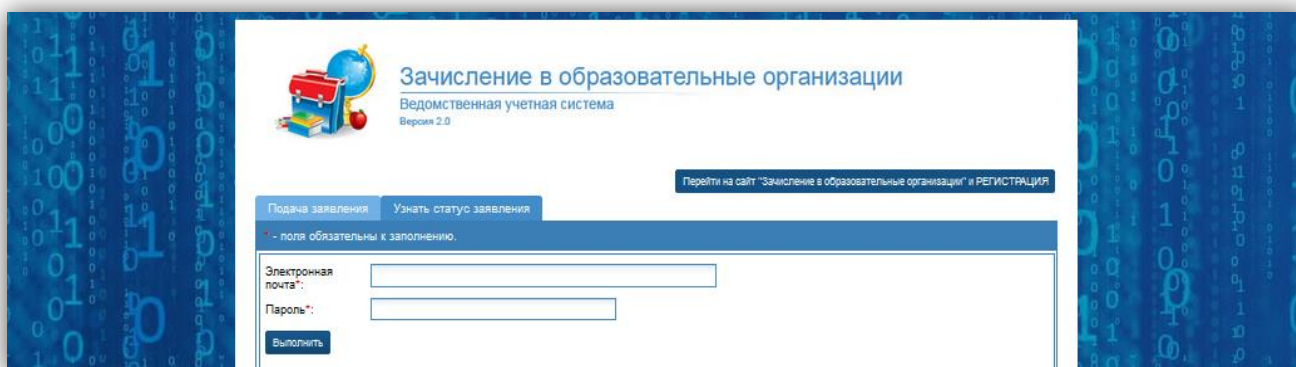 Зачисление в образовательные организации
Ведомственная учетная система
Версия 2.0
Перейти на сайт "Зачисление в образовательные организации" и РЕГИСТРАЦИЯ
Подача заявления Узнать статус заявления
* - поля обязательны к заполнению.
Электронная
почта*:
Пароль*:
Выполнить